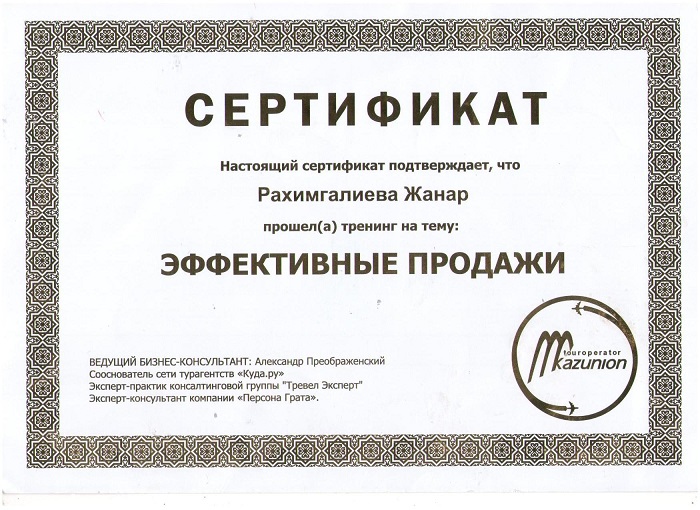 СЕРТИФИКАТ
Настоящий сертификат подтверждает, что
Рахимгалиева Жанар
прошел(а) тренинг на тему:
ЭФФЕКТИВНЫЕ ПРОДАЖИ
ВЕДУЩИЙ БИЗНЕС-КОНСУЛЬТАНТ: Александр Преображенский
Сооснователь сети турагентств «Куда.ру»
Эксперт-практик консалтинговой группы "Тревел Эксперт"
Эксперт-консультант компании «Персона Грата».
touroperator
kazunion